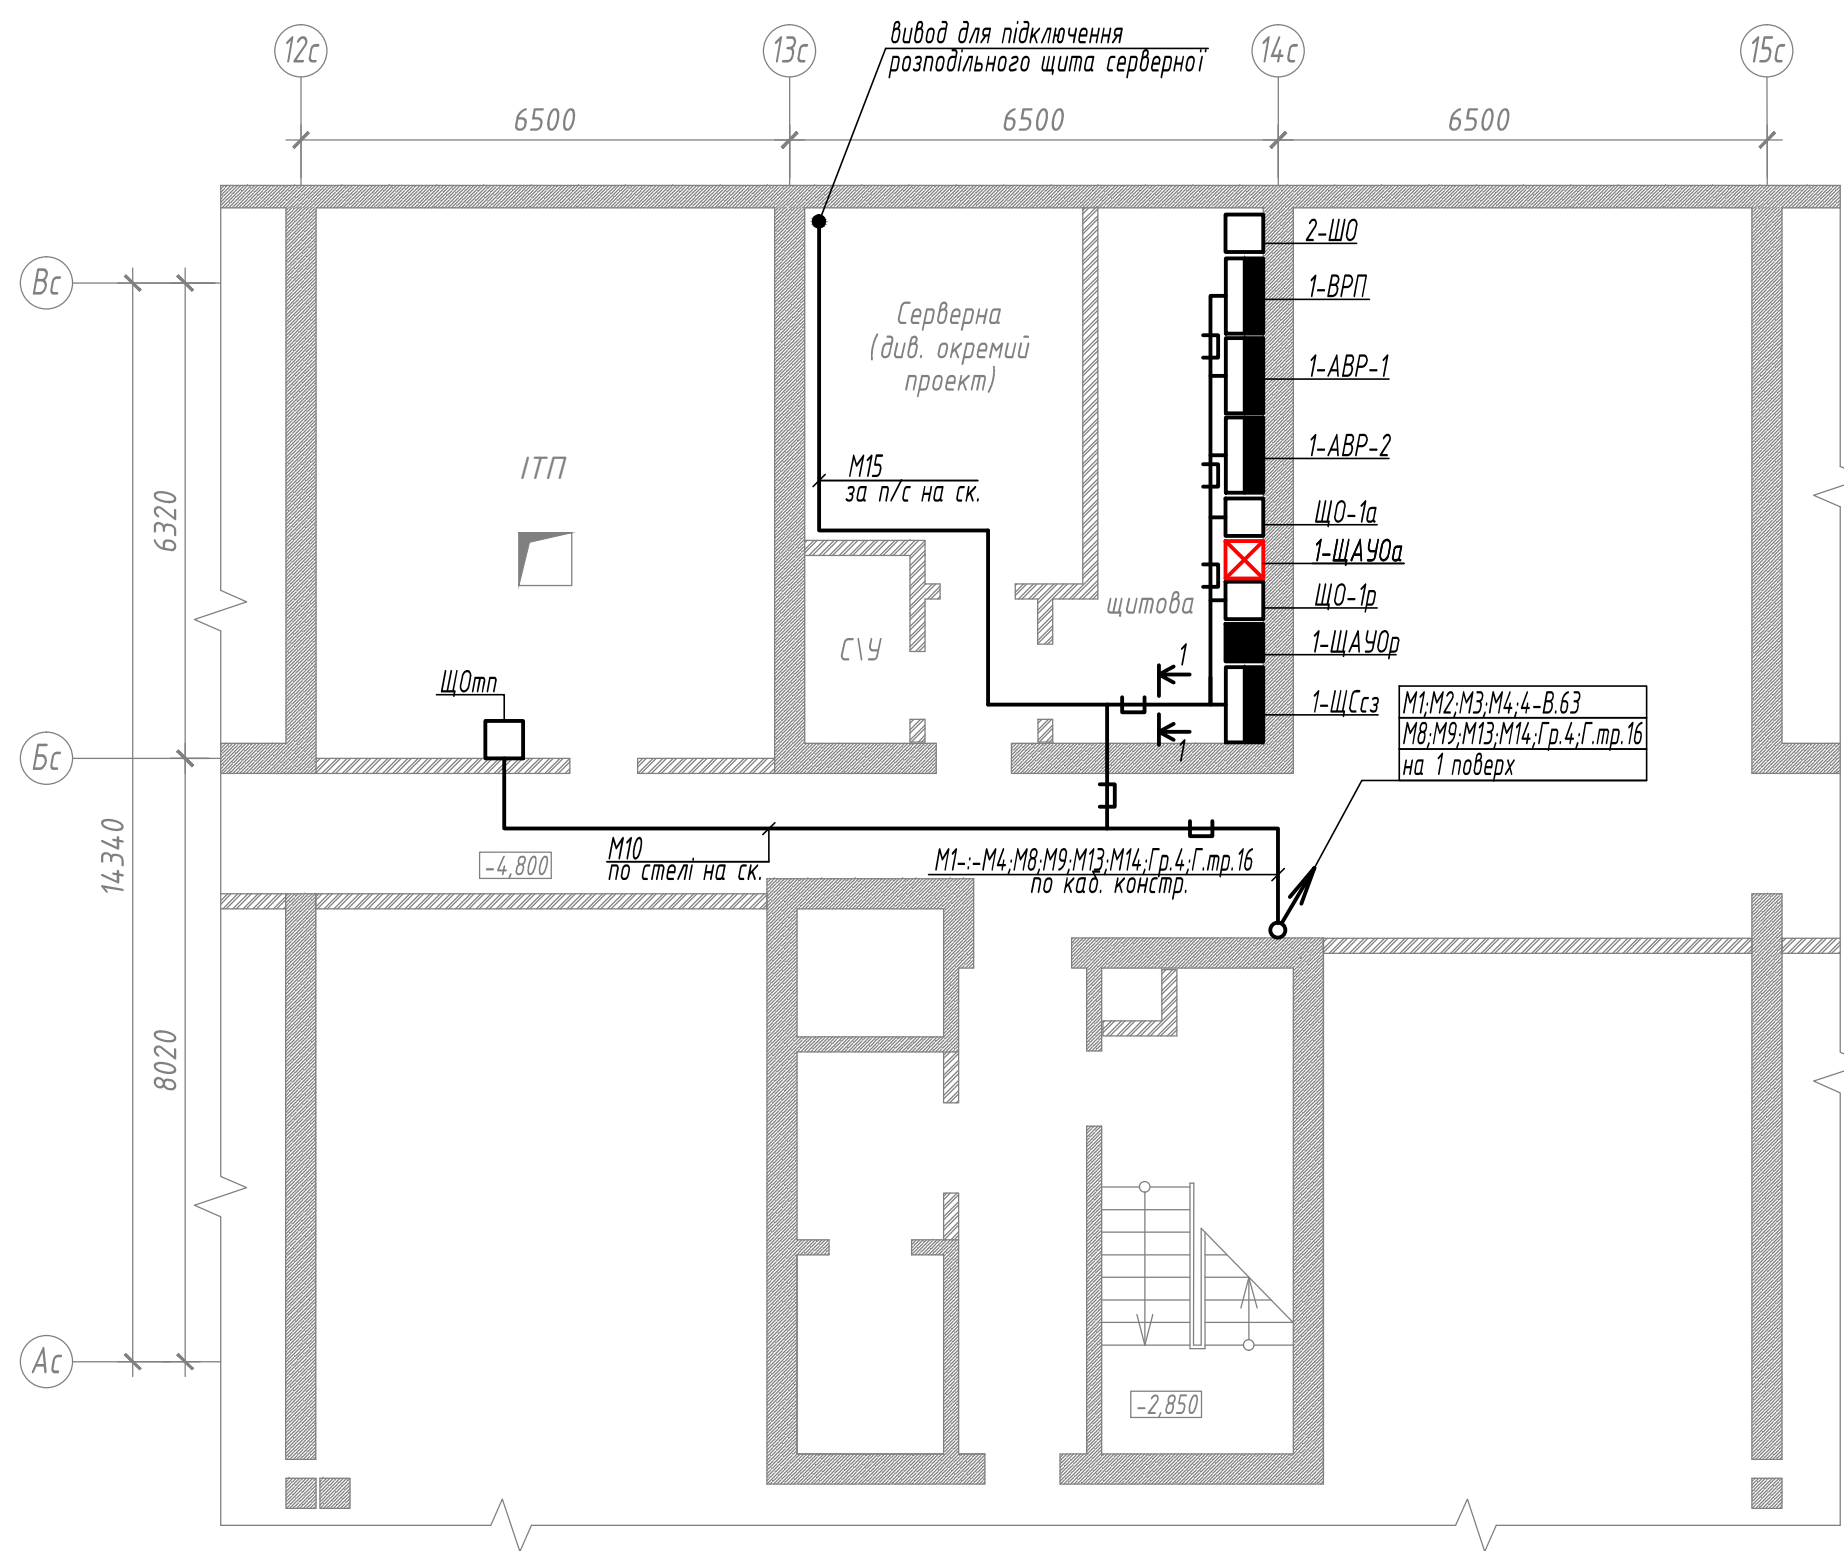 вивод для підключення
розподільного щита серверної
12с
13с
14с
15с
6500
6500
6500
Вс
Бс
Ас
6320
14340
8020
2-ШО
1-ВРП
1-АВР-1
1-АВР-2
ЩО-1а
1-ЩАУОа
ЩО-1р
1-ЩАУОр
1-ЩСсз
Серверна
(див. окремий
проект)
ІТП
М15
за п/с на ск.
щитова
С\У
1
1
ЩОтп
М1;М2;М3;М4;4-В.63
М8;М9;М13;М14;Гр.4;Г.тр.16
на 1 поверх
М10
по стелі на ск.
-4,800
М1-:-М4;М8;М9;М13;М14;Гр.4;Г.тр.16
по каб. констр.
-2,850